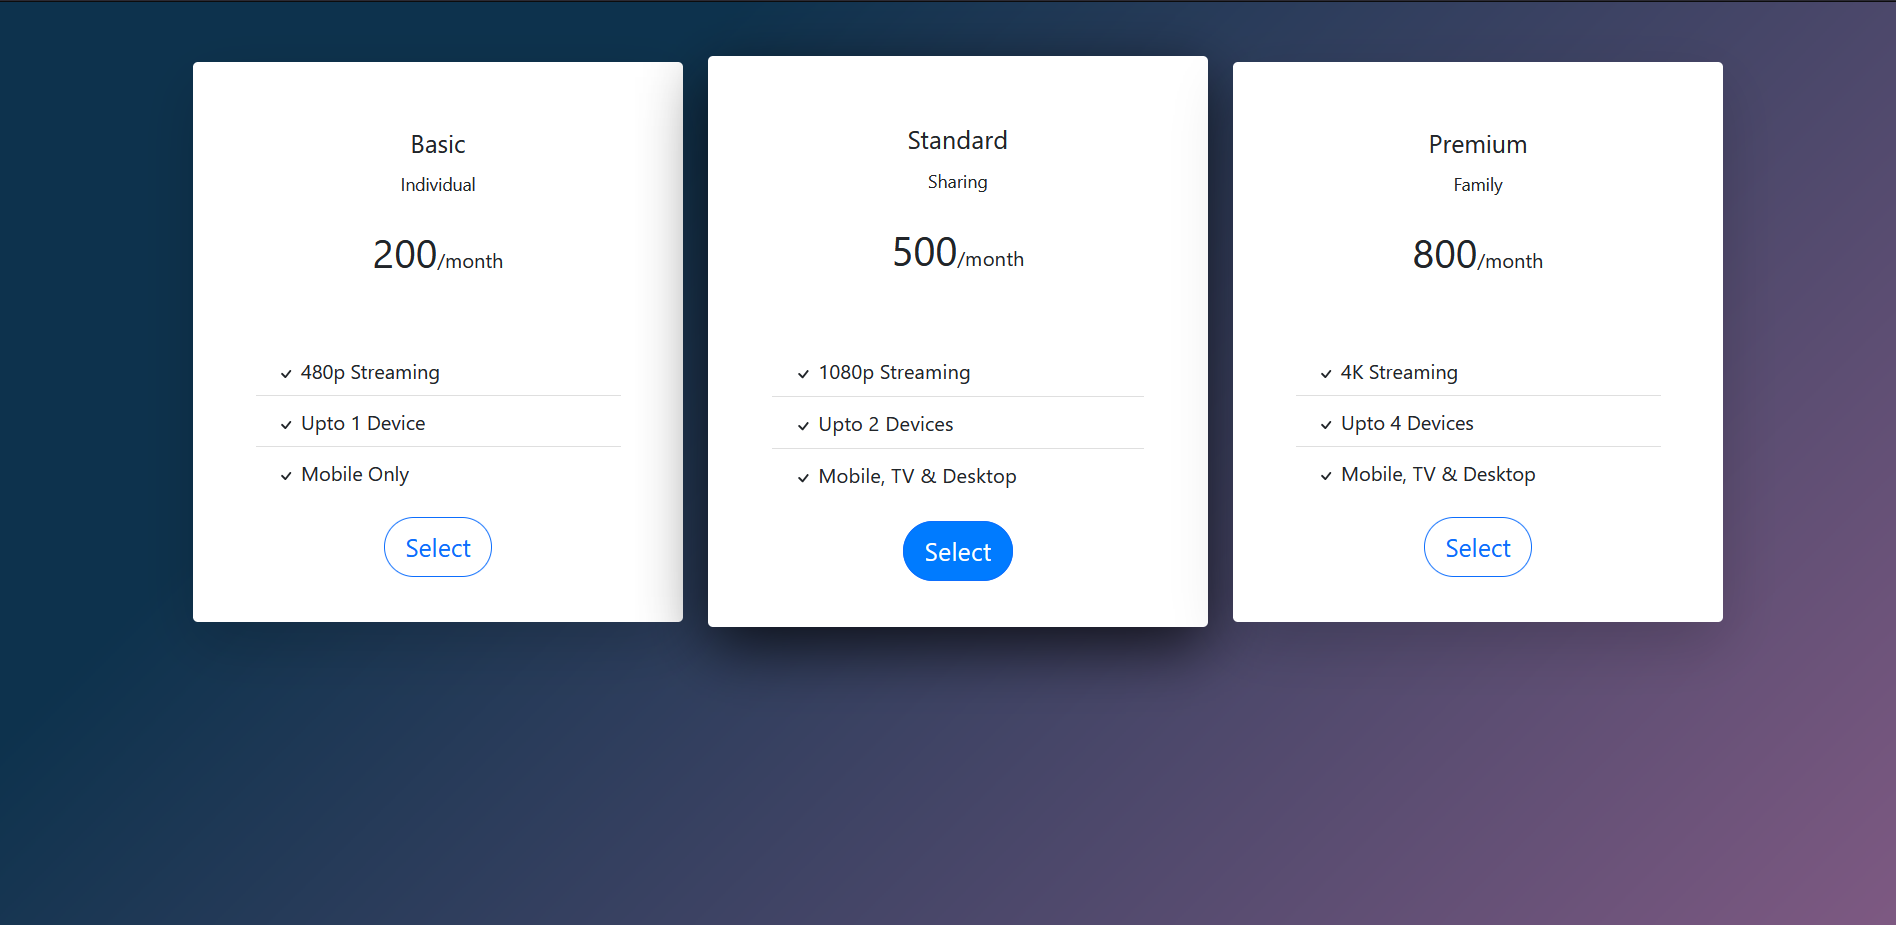 Basic
Individual
200/month
480p Streaming
Upto 1 Device
Mobile Only
Select
Standard
Sharing
500/month
1080p Streaming
Upto 2 Devices
Mobile, TV & Desktop
Select
Premium
Family
800/month
4K Streaming
Upto 4 Devices
Mobile, TV & Desktop
Select